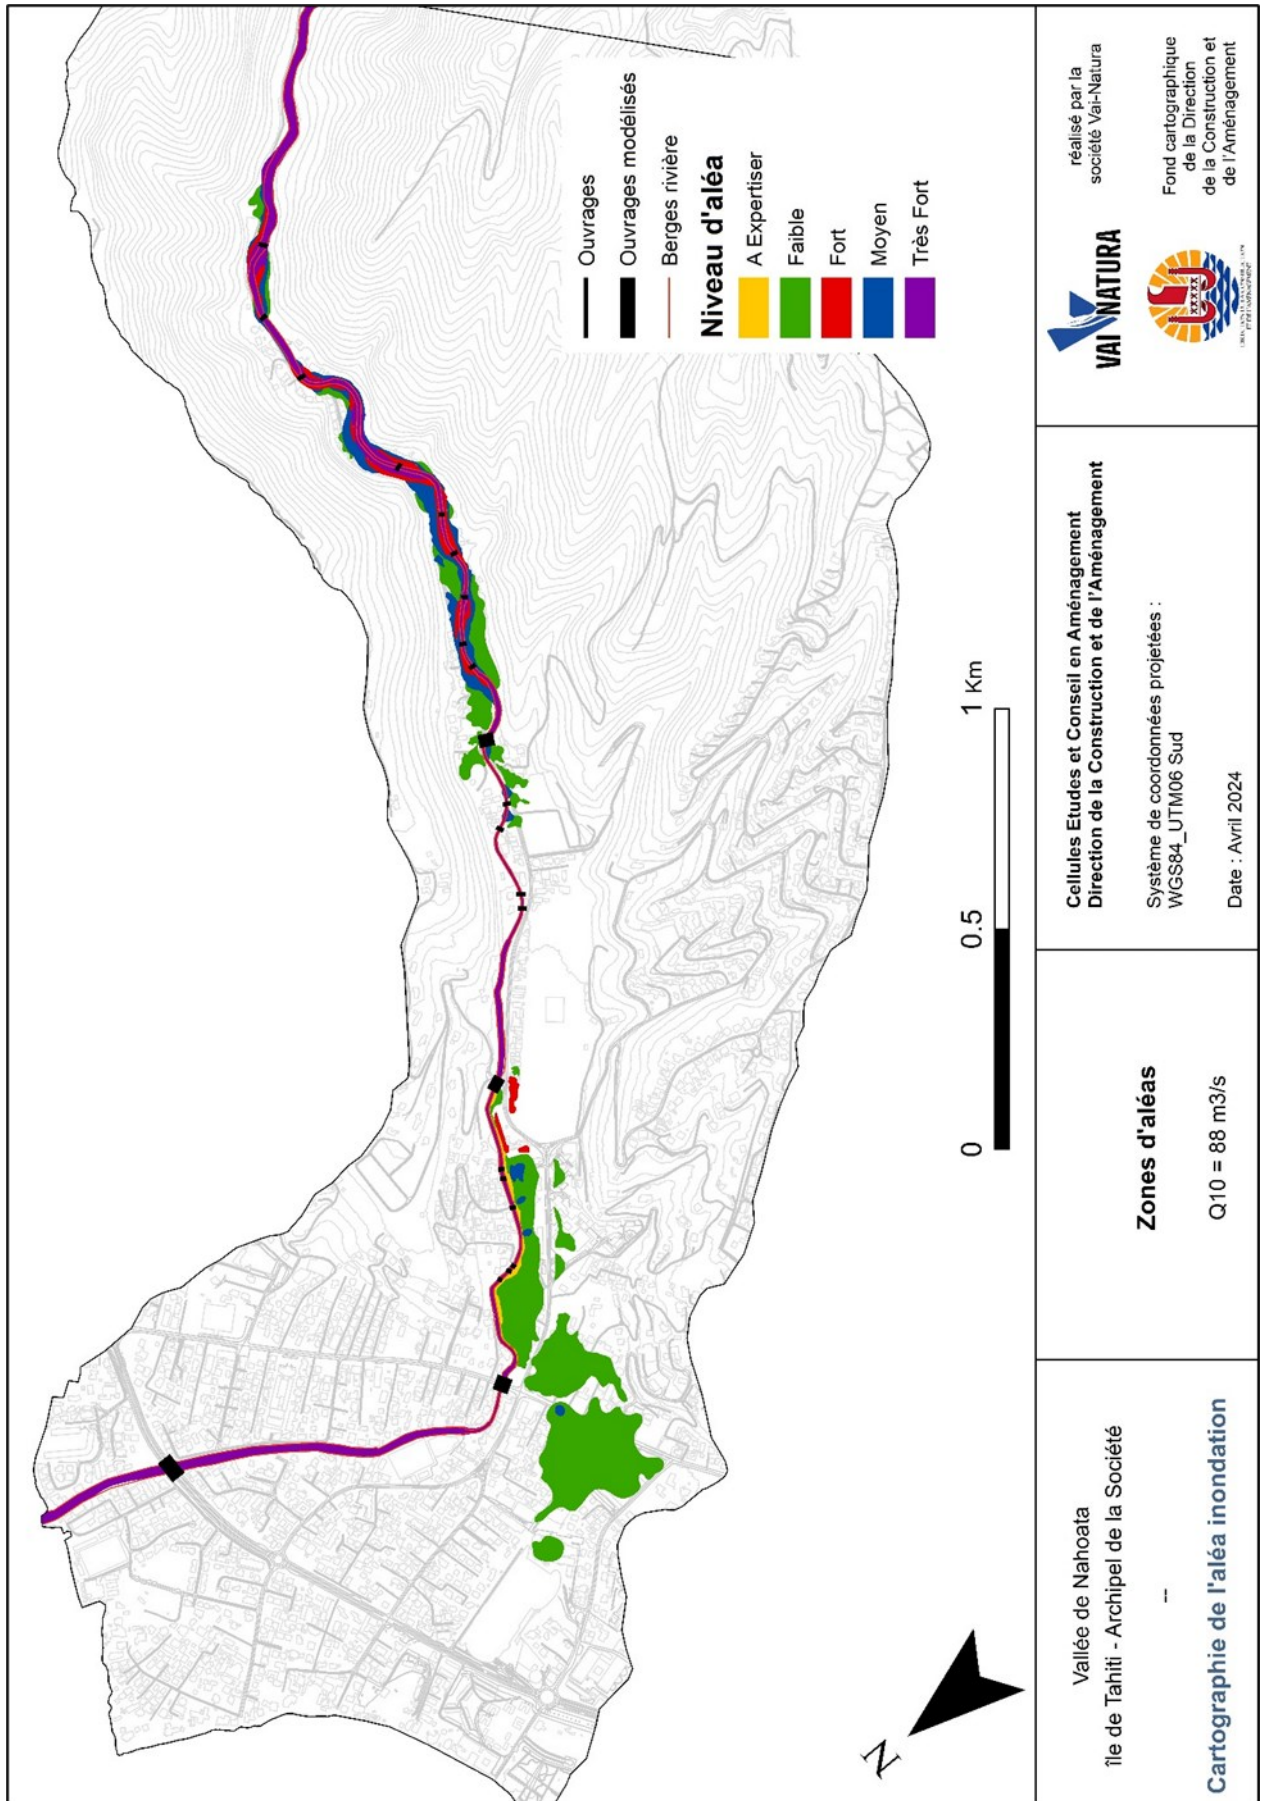 Ouvrages
Ouvrages modélisés
Berges rivière
Niveau d'aléa
A Expertiser
Faible
Fort
Moyen
Très Fort
N
0
0.5
1 Km
Vallée de Nahoata
île de Tahiti - Archipel de la Société
--
Cartographie de l'aléa inondation
Zones d'aléas
Q10 = 88 m3/s
Cellules Etudes et Conseil en Aménagement
Direction de la Construction et de l'Aménagement
Système de coordonnées projetées :
WGS84_UTM06 Sud
Date : Avril 2024
VAI NATURA
réalisé par la
société Vai-Natura
Fond cartographique
de la Direction
de la Construction et
de l'Aménagement